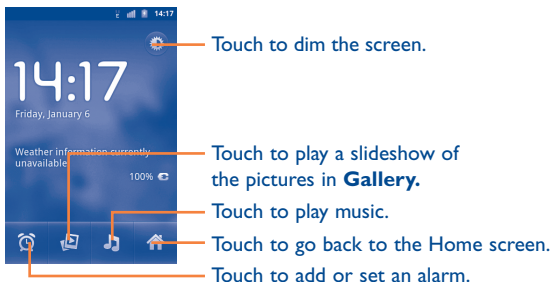 14:17
Touch to dim the screen.
14:17
Friday, January 6
Weather information currently
unavailable
100%
Touch to play a slideshow of
the pictures in Gallery.
Touch to play music.
Touch to go back to the Home screen.
Touch to add or set an alarm.